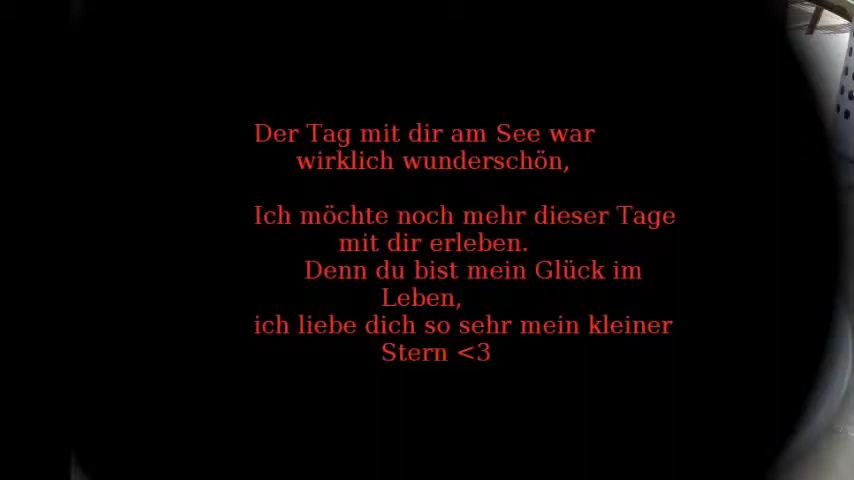 Der Tag mit dir am See war
wirklich wunderschön,
Ich möchte noch mehr dieser Tage
mit dir erleben.
Denn du bist mein Glück im
Leben,
ich liebe dich so sehr mein kleiner
Stern <3